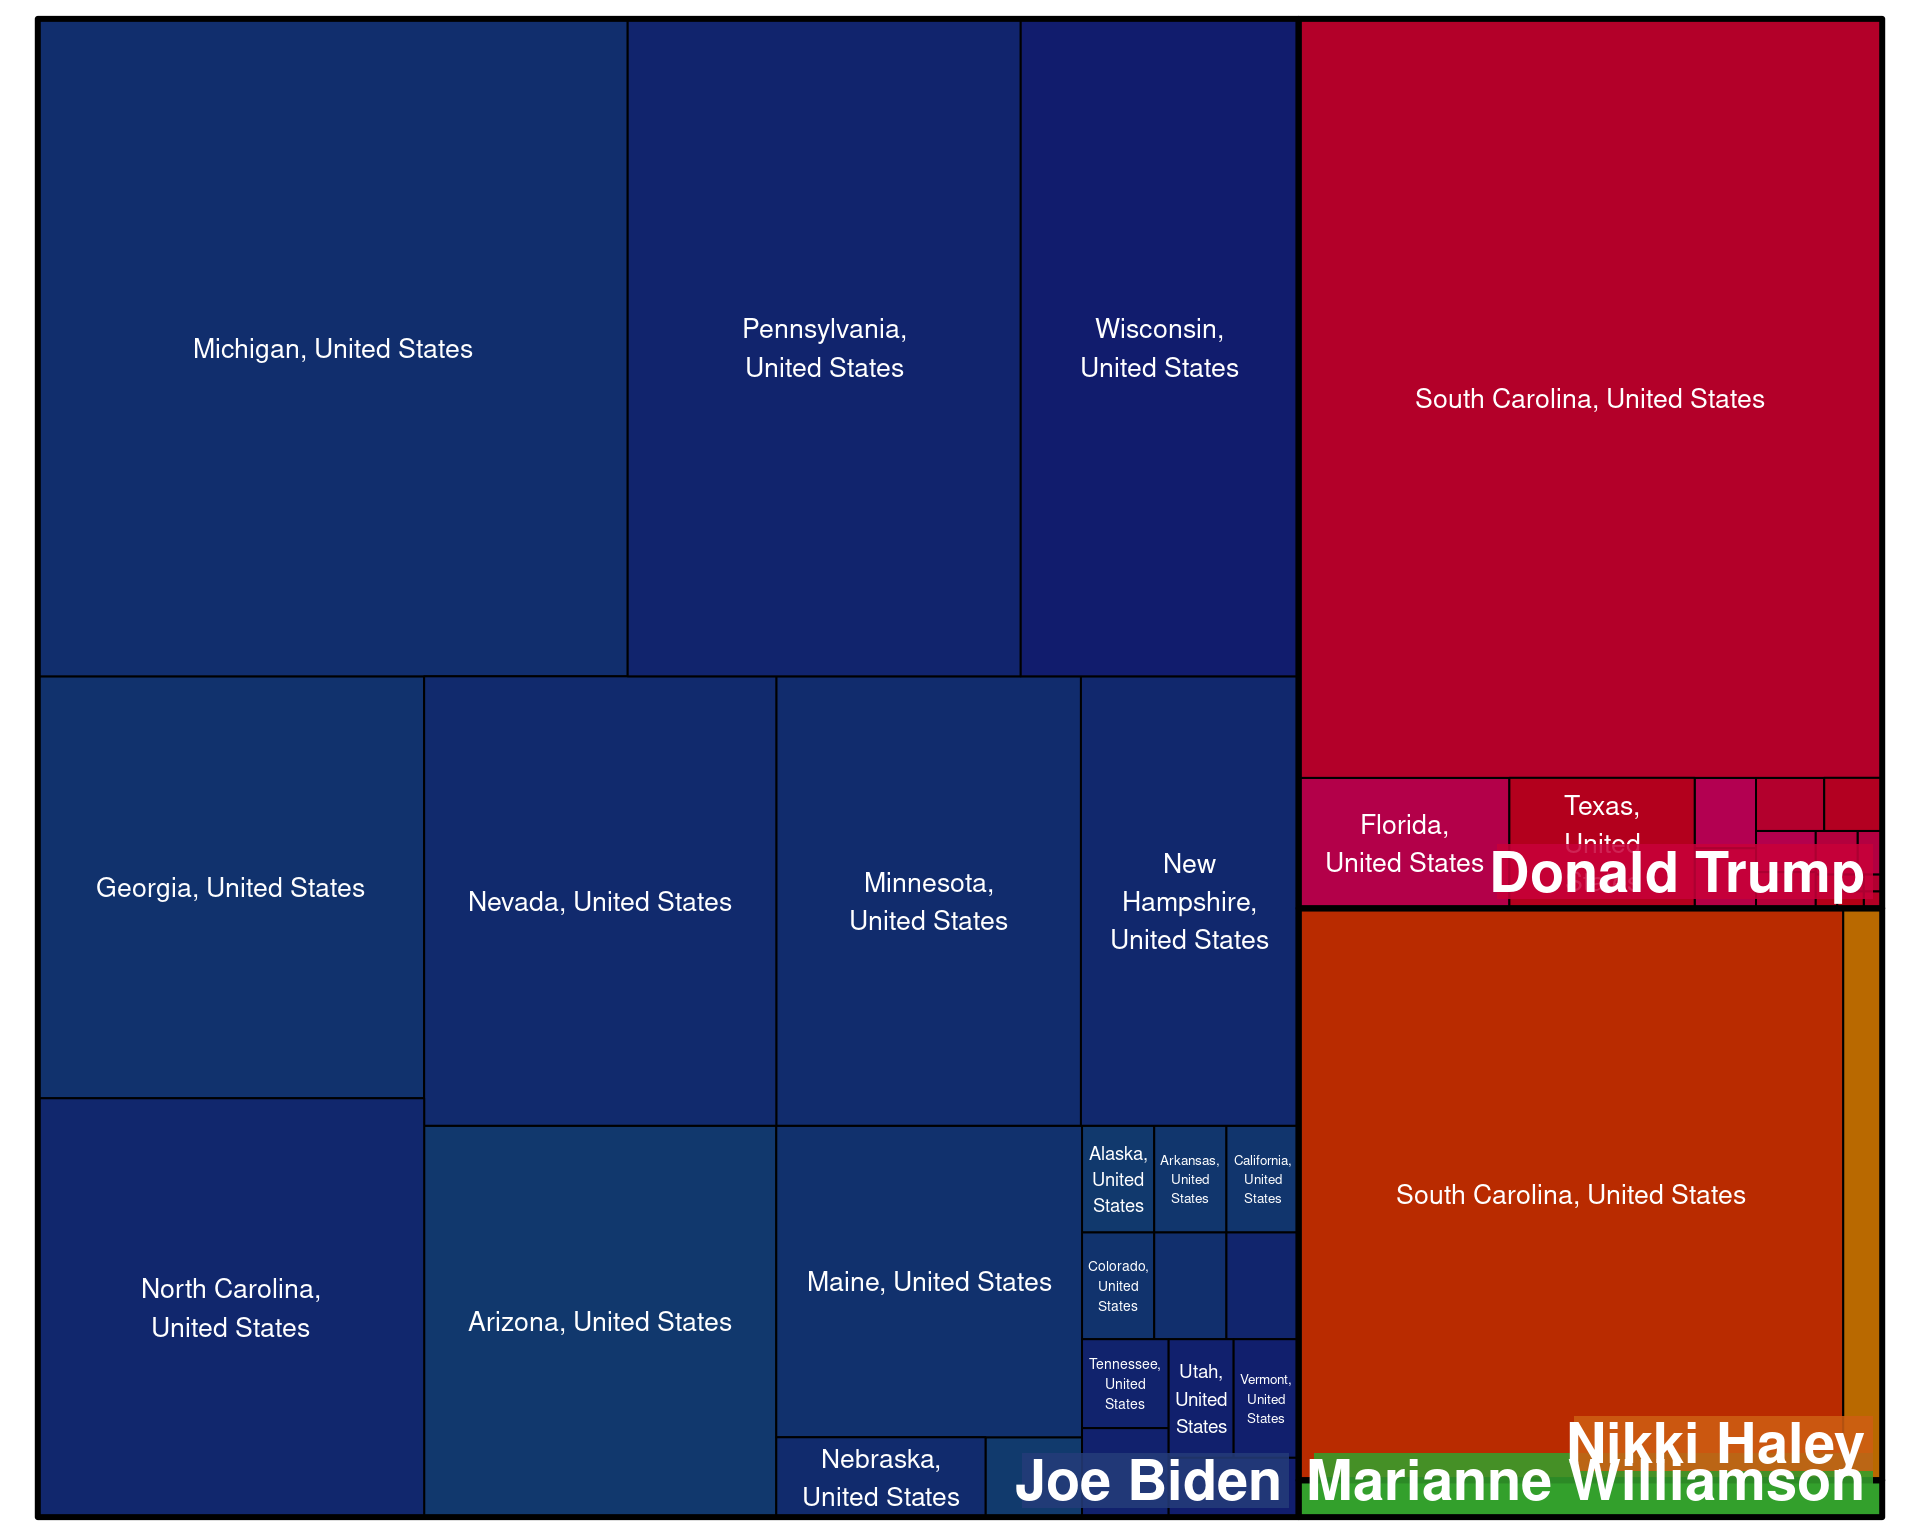 Michigan, United States
Pennsylvania,
United States
Wisconsin,
United States
South Carolina, United States
Florida,
United States
Texas,
United
Donald Trump
Georgia, United States
Nevada, United States
Minnesota,
United States
New
Hampshire,
United States
North Carolina,
United States
Arizona, United States
Maine, United States
Alaska,
United
States
Arkansas,
United
States
California,
United
States
Colorado,
United
States
Tennessee,
United
States
Utah,
United
States
Vermont,
United
States
Nebraska,
United States
Joe Biden
South Carolina, United States
Nikki Haley
Marianne Williamson